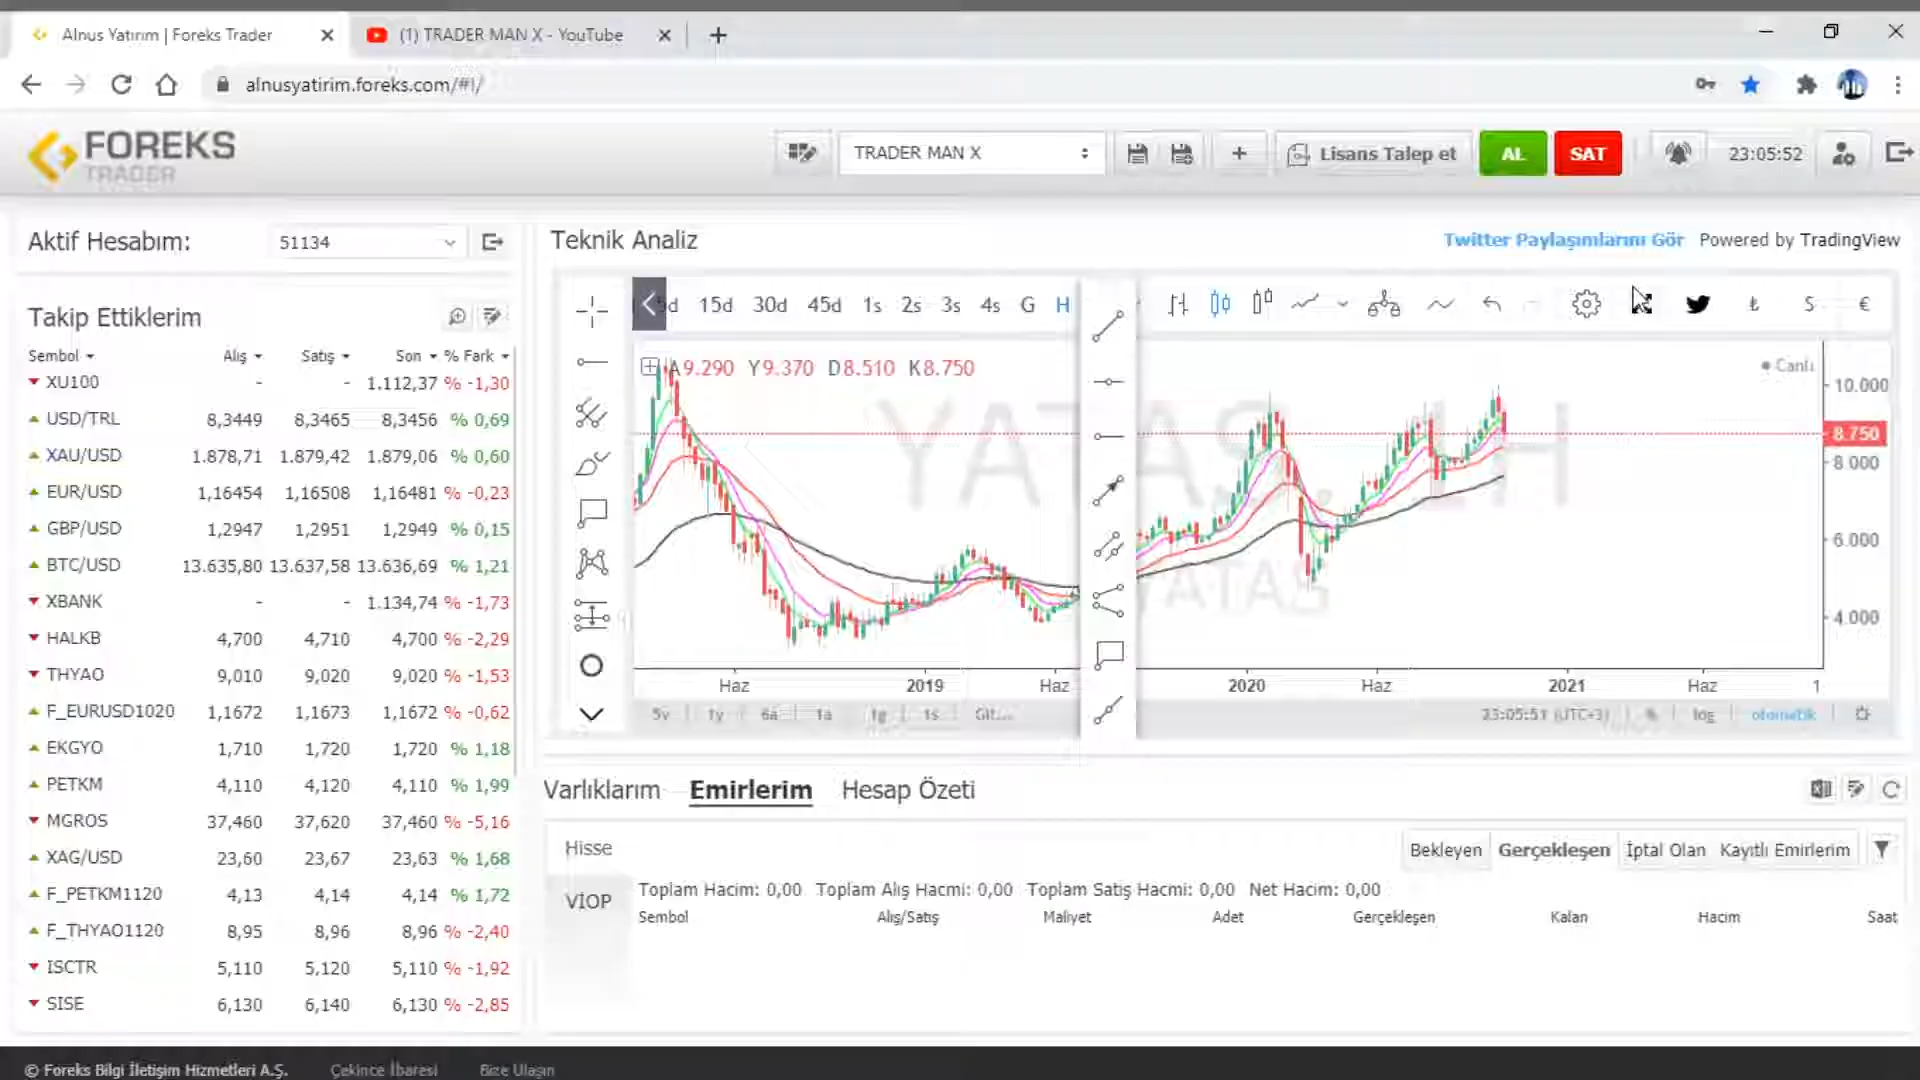 Alnus Yatırım | Foreks Trader
(1) TRADER MAN X - YouTube
alnusyatirim.foreks.com/#!/
FOREKS
TRADER
TRADER MAN X
Lisans Talep et
AL
SAT
23:05:52
Aktif Hesabım:
51134
Teknik Analiz
Twitter Paylaşımlarını Gör
Powered by TradingView
Takip Ettiklerim
Sembol Alış Satış Son % Fark
XU100 - - 1.112,37 % -1,30
USD/TRL 8,3449 8,3465 8,3456 % 0,69
XAU/USD 1.878,71 1.879,42 1.879,06 % 0,60
EUR/USD 1,16454 1,16508 1,16481 % -0,23
GBP/USD 1,2947 1,2951 1,2949 % 0,15
BTC/USD 13.635,80 13.637,58 13.636,69 % 1,21
XBANK - - 1.134,74 % -1,73
HALKB 4,700 4,710 4,700 % -2,29
THYAO 9,010 9,020 9,020 % -1,53
F_EURUSD1020 1,1672 1,1673 1,1672 % -0,62
EKGYO 1,710 1,720 1,720 % 1,18
PETKM 4,110 4,120 4,110 % 1,99
MGROS 37,460 37,620 37,460 % -5,16
XAG/USD 23,60 23,67 23,63 % 1,68
F_PETKM1120 4,13 4,14 4,14 % 1,72
F_THYAO1120 8,95 8,96 8,96 % -2,40
ISCTR 5,110 5,120 5,110 % -1,92
SISE 6,130 6,140 6,130 % -2,85
5d 15d 30d 45d 1s 2s 3s 4s G H
₺ $ €
A9.290 Y9.370 D8.510 K8.750
Canlı
YATAS
YATAS
10.000
8.750
8.000
6.000
4.000
Haz 2019 Haz 2020 Haz 2021 Haz 1
5y 1y 6a 1a 1g 1s Git...
23:05:51 (UTC+3) % log otomatik
Varlıklarım Emirlerim Hesap Özeti
Hisse
VİOP
Bekleyen Gerçekleşen İptal Olan Kayıtlı Emirlerim
Toplam Hacim: 0,00 Toplam Alış Hacmi: 0,00 Toplam Satış Hacmi: 0,00 Net Hacim: 0,00
Sembol Alış/Satış Maliyet Adet Gerçekleşen Kalan Hacim Saat
© Foreks Bilgi İletişim Hizmetleri A.Ş. Çekince İbaresi Bize Ulaşın